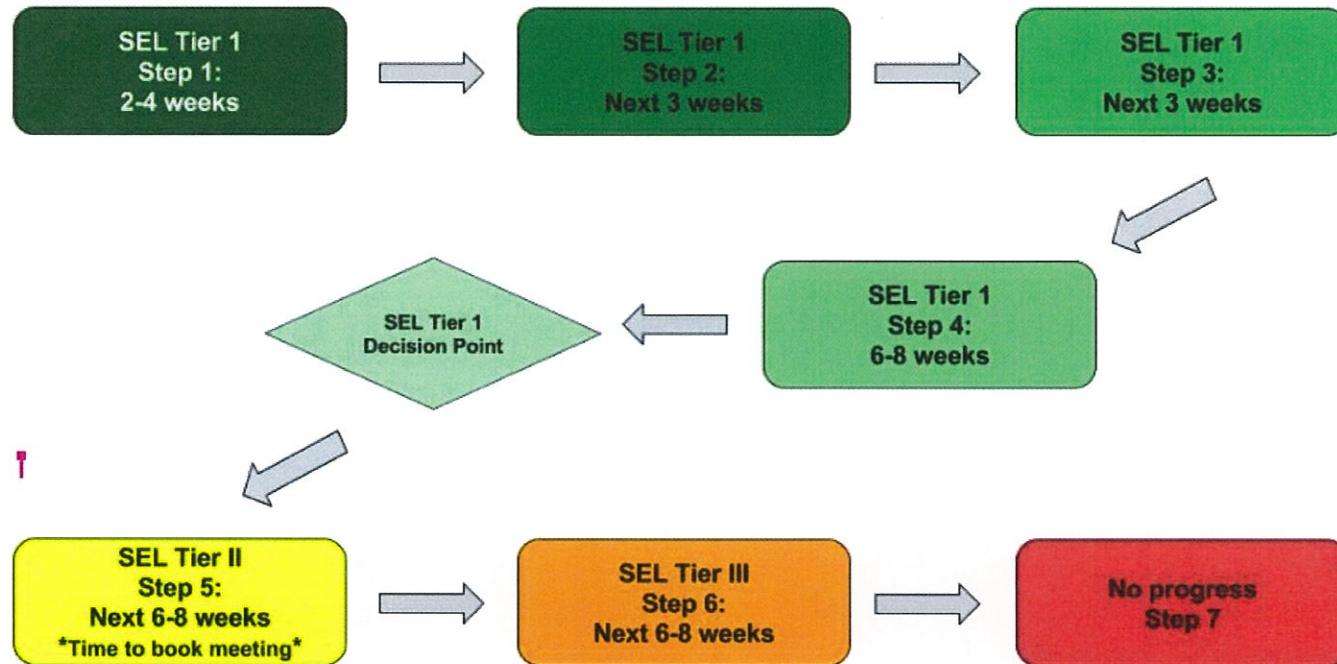 SEL Tier 1
Step 1:
2-4 weeks
SEL Tier 1
Step 2:
Next 3 weeks
SEL Tier 1
Step 3:
Next 3 weeks
SEL Tier 1
Step 4:
6-8 weeks
SEL Tier 1
Decision Point
SEL Tier II
Step 5:
Next 6-8 weeks
*Time to book meeting*
SEL Tier III
Step 6:
Next 6-8 weeks
No progress
Step 7